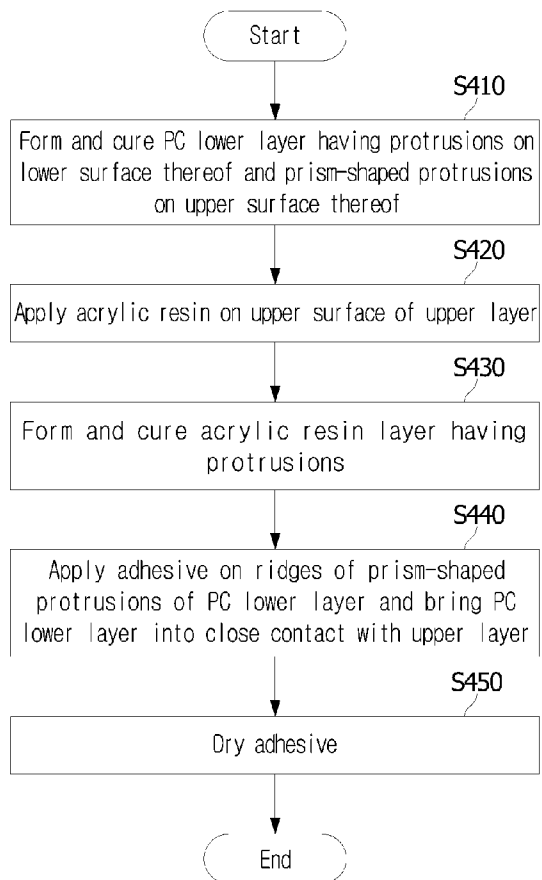 Start
S410
Form and cure PC lower layer having protrusions on
lower surface thereof and prism-shaped protrusions
on upper surface thereof
S420
Apply acrylic resin on upper surface of upper layer
S430
Form and cure acrylic resin layer having
protrusions
S440
Apply adhesive on ridges of prism-shaped
protrusions of PC lower layer and bring PC
lower layer into close contact with upper layer
S450
Dry adhesive
End